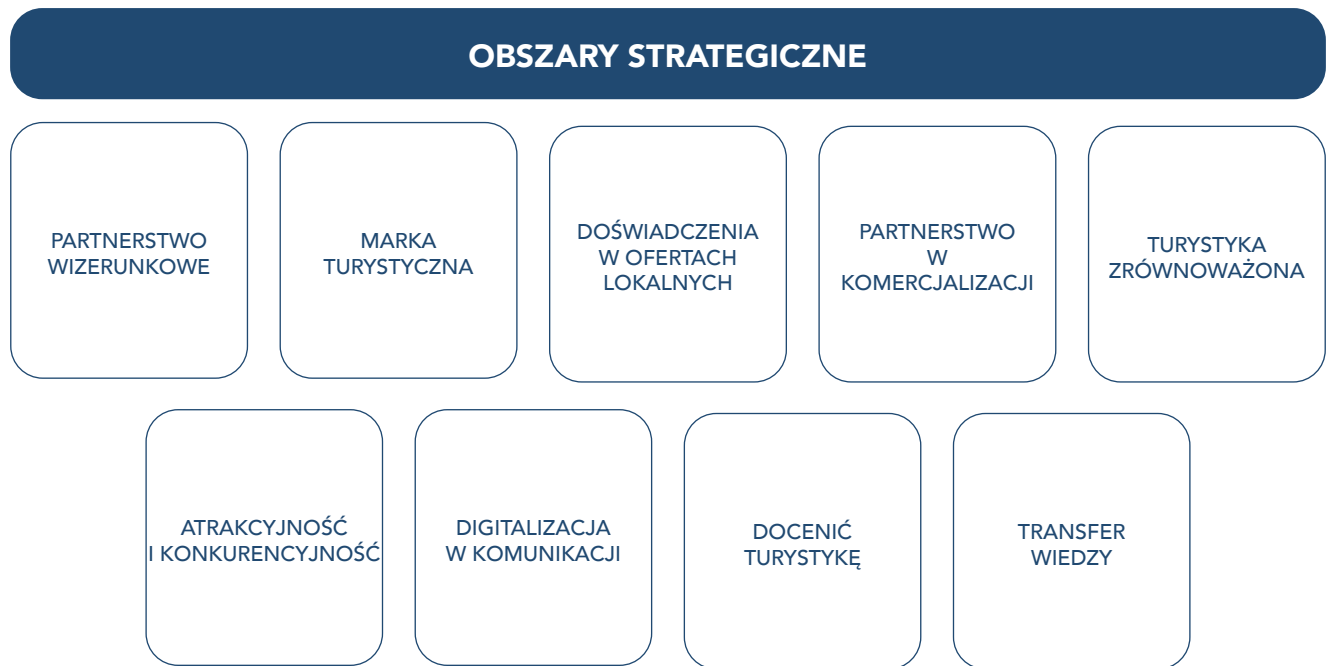 OBSZARY STRATEGICZNE
PARTNERSTWO
WIZERUNKOWE
MARKA
TURYSTYCZNA
DOŚWIADCZENIA
W OFERTACH
LOKALNYCH
PARTNERSTWO
W
KOMERCJALIZACJI
TURYSTYKA
ZRÓWNOWAŻONA
ATRAKCYJNOŚĆ
I KONKURENCYJNOŚĆ
DIGITALIZACJA
W KOMUNIKACJI
DOCENIĆ
TURYSTYKĘ
TRANSFER
WIEDZY